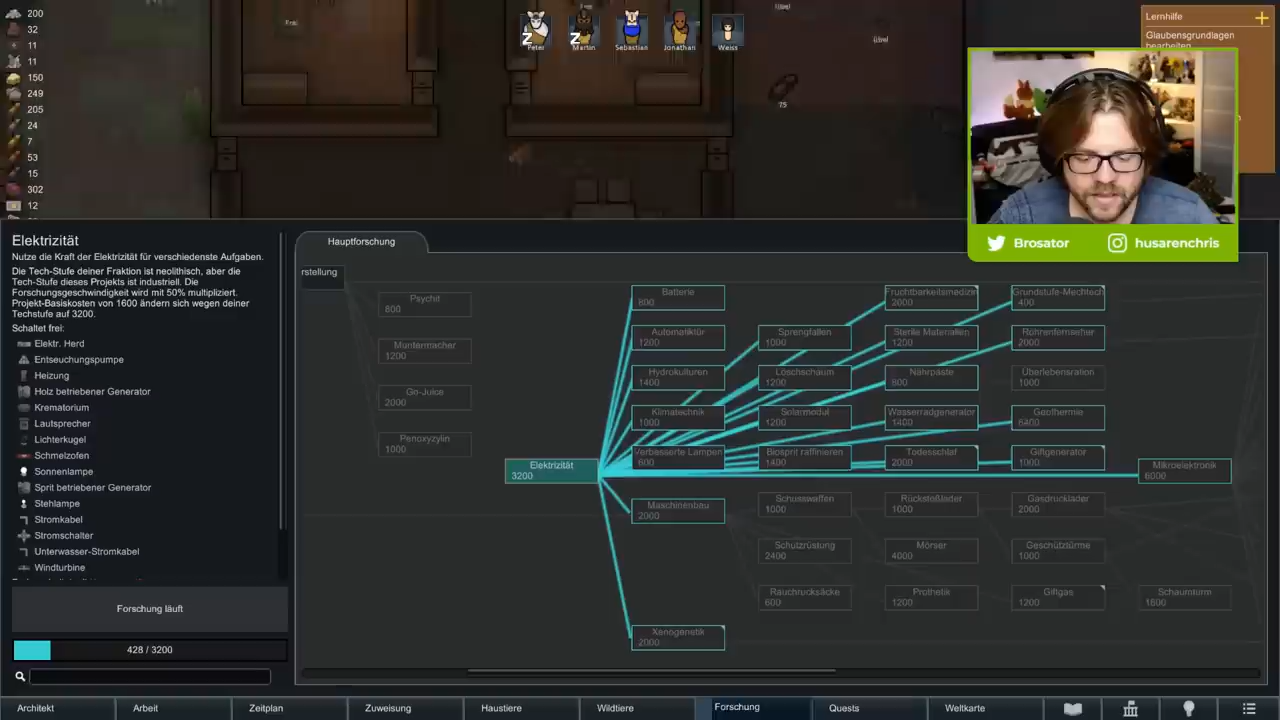 200
32
11
11
150
249
205
24
7
53
15
302
12
Peter
Martin
Sebastian
Jonathan
Weiss
75
Lernhilfe
Glaubensgrundlagen
bearbeiten
Brosator
husarenchris
Elektrizität
Nutze die Kraft der Elektrizität für verschiedenste Aufgaben.
Die Tech-Stufe deiner Fraktion ist neolithisch, aber die
Tech-Stufe dieses Projekts ist industriell. Die
Forschungsgeschwindigkeit wird mit 50% multipliziert.
Projekt-Basiskosten von 1600 ändern sich wegen deiner
Techstufe auf 3200.
Schaltet frei:
Elektr. Herd
Entseuchungspumpe
Heizung
Holz betriebener Generator
Krematorium
Lautsprecher
Lichterkugel
Schmelzofen
Sonnenlampe
Sprit betriebener Generator
Stehlampe
Stromkabel
Stromschalter
Unterwasser-Stromkabel
Windturbine
Forschung läuft
428 / 3200
Hauptforschung
rstellung
Psychit
800
Muntermacher
1200
Go-Juice
2000
Penoxyzylin
1000
Elektrizität
3200
Batterie
800
Automatiktür
1200
Hydrokulturen
1400
Klimatechnik
1000
Verbesserte Lampen
600
Maschinenbau
2000
Xenogenetik
2000
Sprengfallen
1000
Löschschaum
1200
Solarmodul
1200
Biosprit raffinieren
1400
Schusswaffen
1000
Schutzrüstung
2400
Rauchrucksäcke
600
Fruchtbarkeitsmedizin
2000
Sterile Materialien
1200
Nährpaste
800
Wasserradgenerator
1400
Todesschlaf
2000
Rückstoßlader
1000
Mörser
4000
Prothetik
1200
Grundstufe-Mechtech
400
Röhrenfernseher
2000
Überlebensration
1000
Geothermie
6400
Giftgenerator
1000
Gasdrucklader
2000
Geschütztürme
1000
Giftgas
1200
Mikroelektronik
6000
Schaumturm
1600
Architekt
Arbeit
Zeitplan
Zuweisung
Haustiere
Wildtiere
Forschung
Quests
Weltkarte